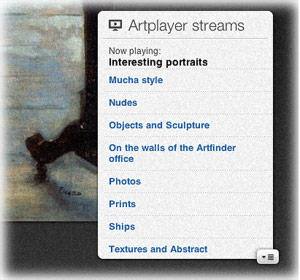 Artplayer streams
Now playing:
Interesting portraits
Mucha style
Nudes
Objects and Sculpture
On the walls of the Artfinder
office
Photos
Prints
Ships
Textures and Abstract